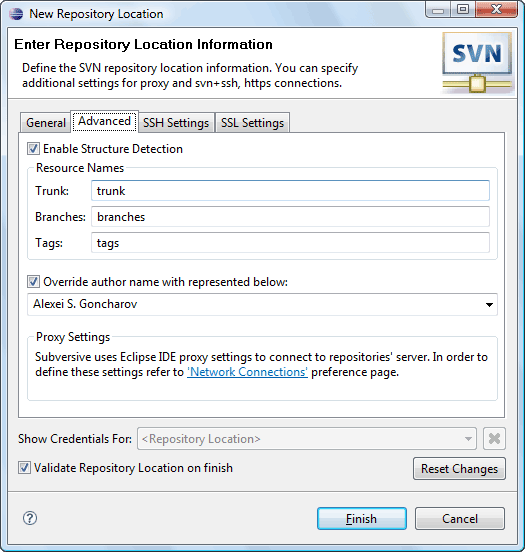 New Repository Location
Enter Repository Location Information
Define the SVN repository location information. You can specify
additional settings for proxy and svn+ssh, https connections.
SVN
General Advanced SSH Settings SSL Settings
Enable Structure Detection
Resource Names
Trunk: trunk
Branches: branches
Tags: tags
Override author name with represented below:
Alexei S. Goncharov
Proxy Settings
Subversive uses Eclipse IDE proxy settings to connect to repositories' server. In order to
define these settings refer to 'Network Connections' preference page.
Show Credentials For: <Repository Location>
Validate Repository Location on finish
Reset Changes
?
Finish Cancel